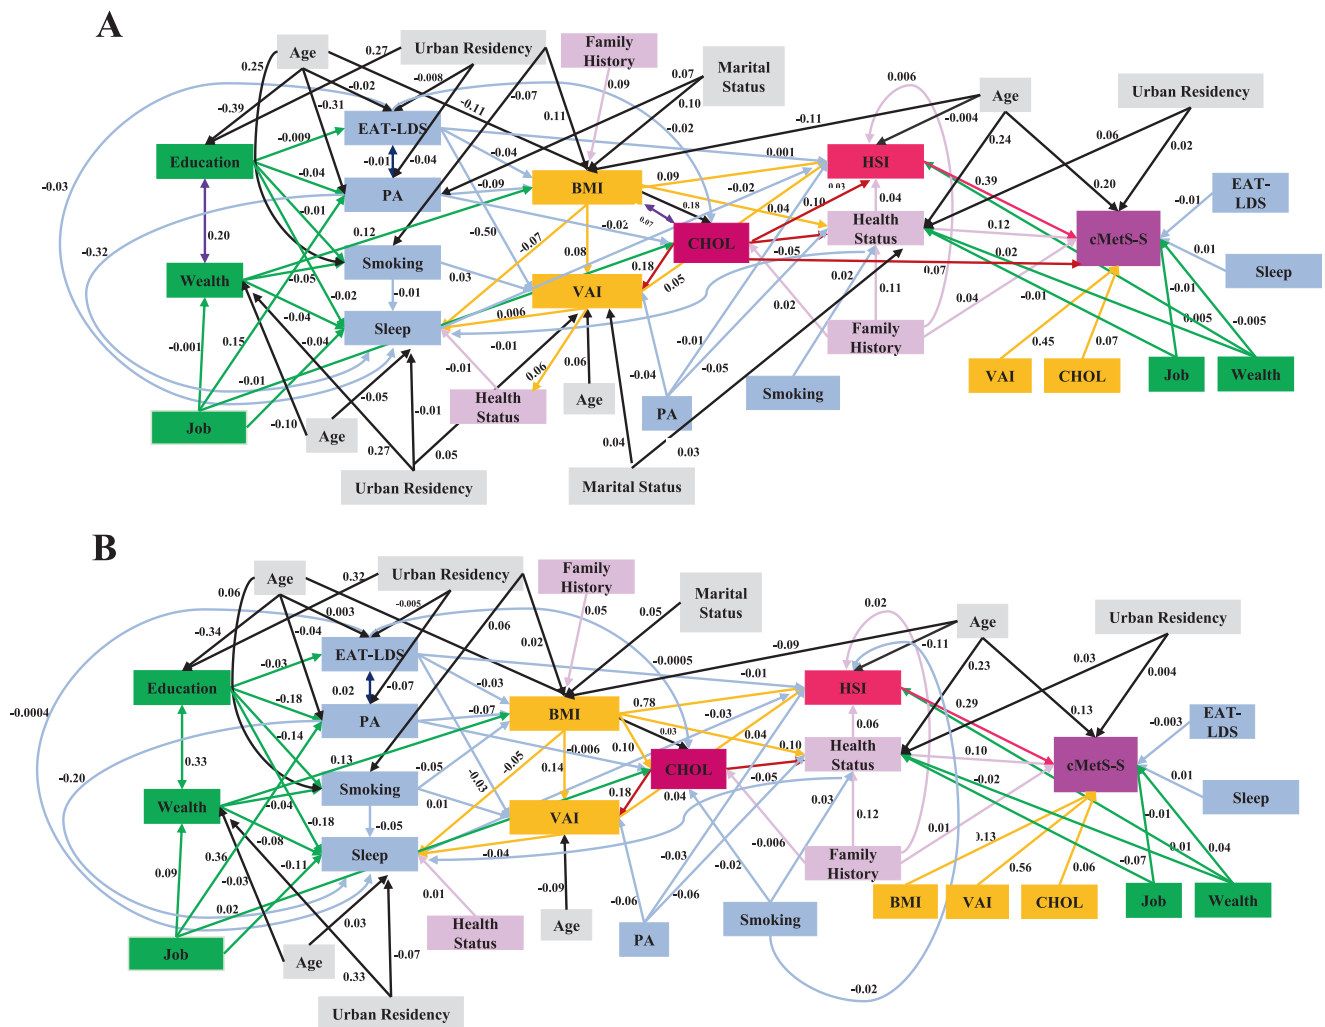 A
Age
0.27
Urban Residency
Family
History
Marital
Status
0.07
0.006
Age
Urban Residency
0.25
-0.02
-0.008
0.09
-0.07
0.10
-0.39
-0.31
-0.11
0.11
-0.02
-0.11
-0.004
0.24
0.06
0.02
EAT-LDS
-0.009
Education
-0.01
-0.04
-0.04
0.001
HSI
0.39
-0.03
-0.04
PA
-0.09
BMI
0.09
-0.02
0.03
0.04
0.20
EAT-
LDS
-0.01
-0.01
0.18
0.04
0.10
0.20
0.12
-0.50
-0.02
0.07
CHOL
Health
Status
0.12
cMetS-S
-0.32
-0.07
0.08
-0.05
0.02
0.01
Sleep
Wealth
-0.05
Smoking
0.03
0.18
0.05
0.02
0.07
-0.02
-0.01
VAI
0.11
-0.01
-0.01
-0.04
Sleep
0.006
0.02
0.04
0.005
-0.005
-0.001
0.15
-0.04
-0.01
-0.01
Family
History
0.45
0.07
-0.01
-0.01
0.06
0.06
-0.04
-0.05
VAI
CHOL
Job
Wealth
-0.05
-0.01
Health
Status
Age
PA
Smoking
Job
-0.10
Age
0.27
0.05
0.04
0.03
Urban Residency
Marital Status
B
Age
0.32
Urban Residency
Family
History
Marital
Status
0.05
0.02
Age
Urban Residency
0.06
0.003
-0.005
0.05
0.06
-0.34
-0.04
0.02
-0.09
-0.11
0.23
0.03
0.004
EAT-LDS
-0.0005
-0.03
-0.03
-0.01
Education
-0.18
0.02
-0.07
HSI
0.29
0.13
-0.003
EAT-
LDS
-0.0004
PA
-0.07
BMI
0.78
-0.03
0.06
-0.14
0.03
0.04
0.10
-0.006
0.10
Health
Status
0.10
cMetS-S
0.33
0.13
-0.05
-0.05
0.14
CHOL
-0.05
-0.02
0.01
Sleep
-0.20
Smoking
-0.03
0.18
0.04
0.03
Wealth
-0.04
0.01
-0.01
-0.18
-0.05
VAI
0.12
-0.08
Sleep
-0.04
-0.006
0.01
0.13
0.36
-0.11
-0.03
-0.02
Family
History
0.56
0.06
-0.07
0.01
0.04
0.09
-0.03
0.01
-0.09
-0.06
-0.06
BMI
VAI
CHOL
Job
Wealth
0.02
0.03
Health
Status
Age
PA
Smoking
Job
Age
0.33
-0.07
-0.02
Urban Residency